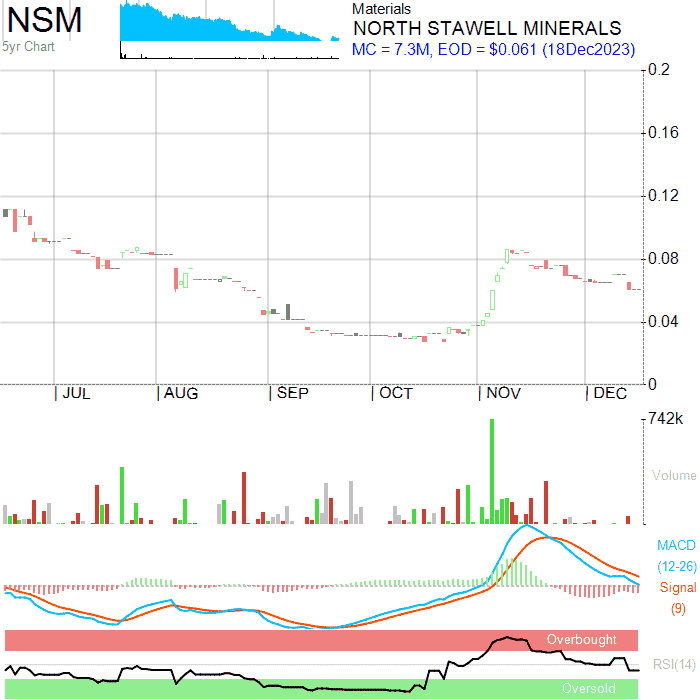 NSM
5yr Chart
Materials
NORTH STAWELL MINERALS
MC = 7.3M, EOD = $0.061 (18Dec2023)
0.2
0.16
0.12
0.08
0.04
0
JUL AUG SEP OCT NOV DEC
742k
Volume
MACD
(12-26)
Signal
(9)
Overbought
RSI(14)
Oversold